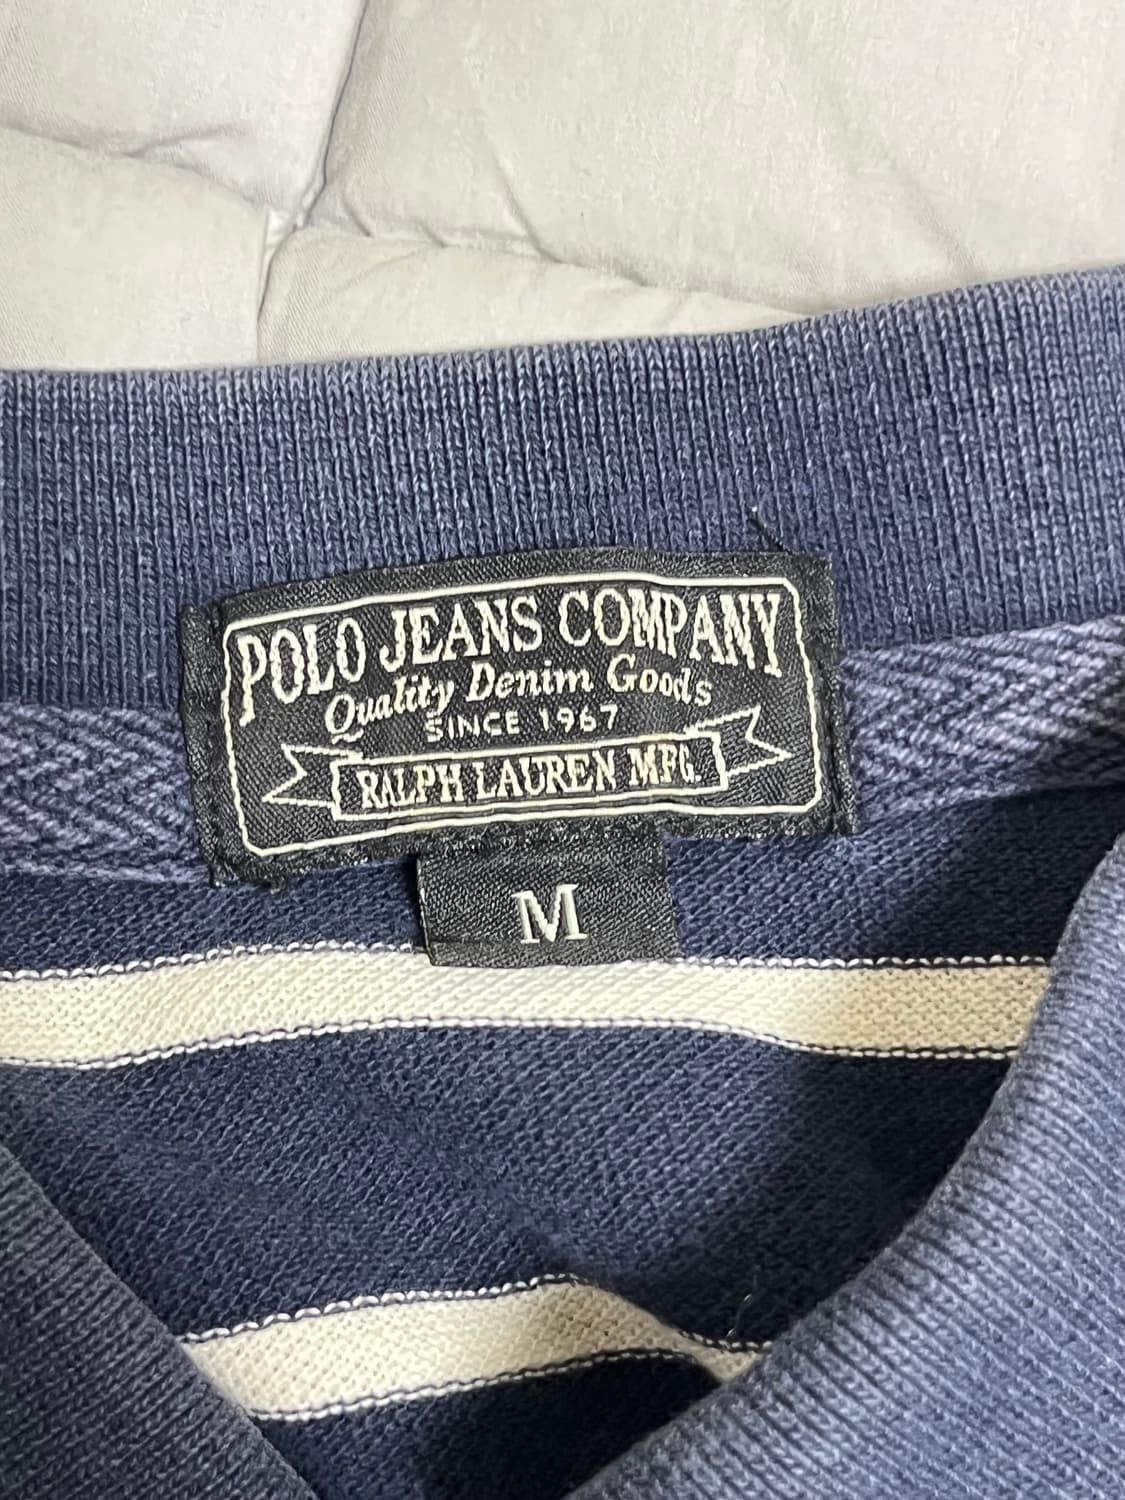 POLO JEANS COMPANY
Quality Denim Goods
SINCE 1967
RALPH LAUREN MFG.
M